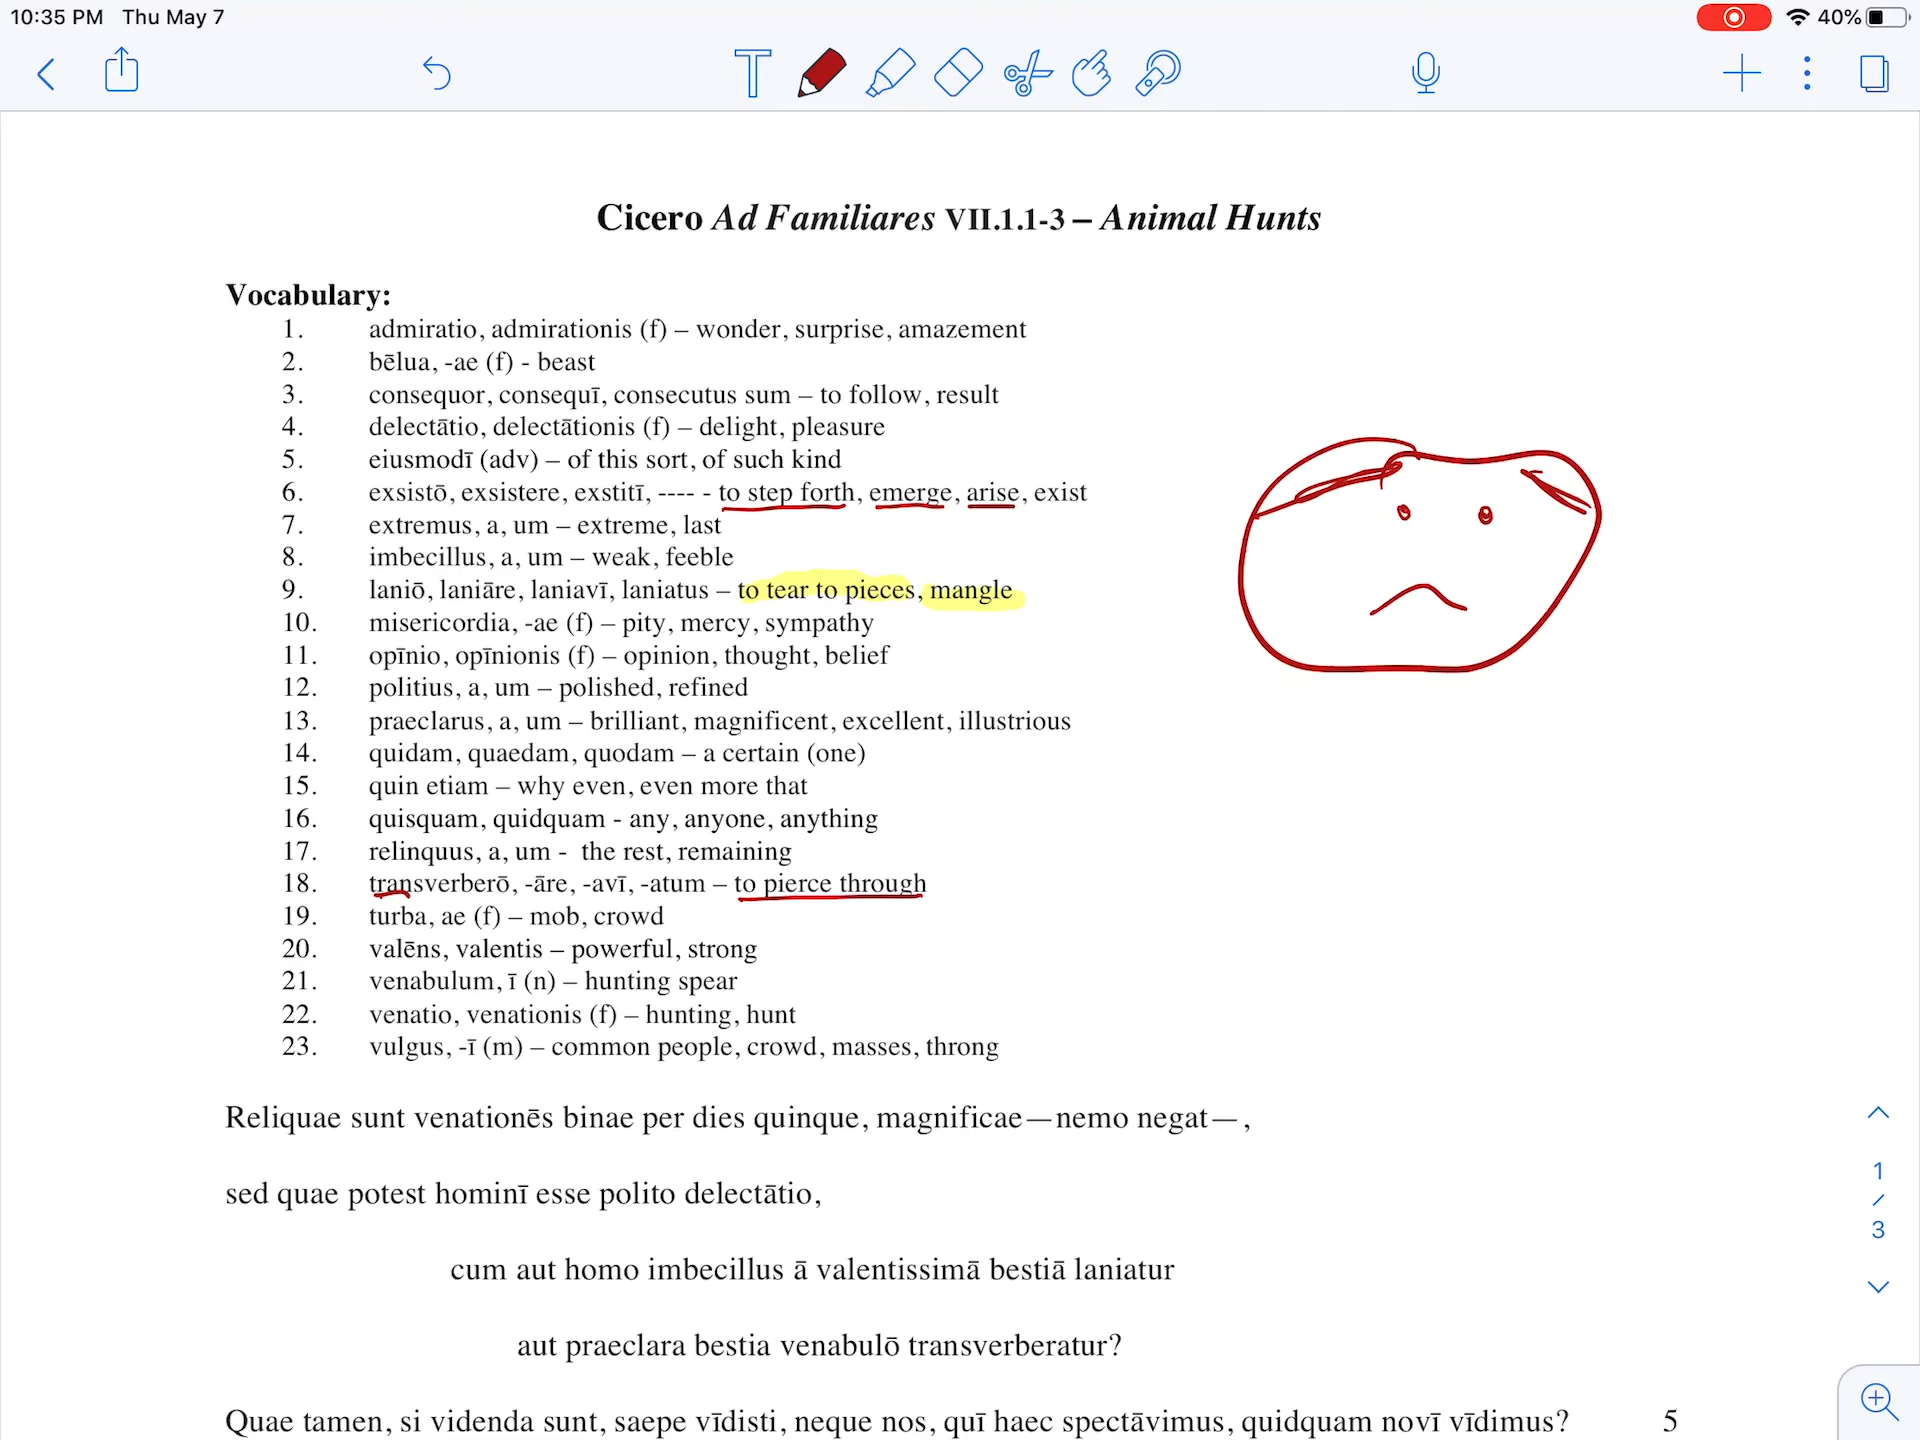 10:35 PM Thu May 7 40%
Cicero Ad Familiares VII.1.1-3 – Animal Hunts
Vocabulary:
1. admiratio, admirationis (f) – wonder, surprise, amazement
2. bēlua, -ae (f) - beast
3. consequor, consequī, consecutus sum – to follow, result
4. delectātio, delectātionis (f) – delight, pleasure
5. eiusmodī (adv) – of this sort, of such kind
6. exsistō, exsistere, exstitī, ---- - to step forth, emerge, arise, exist
7. extremus, a, um – extreme, last
8. imbecillus, a, um – weak, feeble
9. laniō, laniāre, laniavī, laniatus – to tear to pieces, mangle
10. misericordia, -ae (f) – pity, mercy, sympathy
11. opīnio, opīnionis (f) – opinion, thought, belief
12. politius, a, um – polished, refined
13. praeclarus, a, um – brilliant, magnificent, excellent, illustrious
14. quidam, quaedam, quodam – a certain (one)
15. quin etiam – why even, even more that
16. quisquam, quidquam - any, anyone, anything
17. relinquus, a, um - the rest, remaining
18. transverberō, -āre, -avī, -atum – to pierce through
19. turba, ae (f) – mob, crowd
20. valēns, valentis – powerful, strong
21. venabulum, ī (n) – hunting spear
22. venatio, venationis (f) – hunting, hunt
23. vulgus, -ī (m) – common people, crowd, masses, throng
Reliquae sunt venationēs binae per dies quinque, magnificae—nemo negat—,
sed quae potest hominī esse polito delectātio,
cum aut homo imbecillus ā valentissimā bestiā laniatur
aut praeclara bestia venabulō transverberatur?
Quae tamen, si videnda sunt, saepe vīdisti, neque nos, quī haec spectāvimus, quidquam novī vīdimus? 5
1
/
3